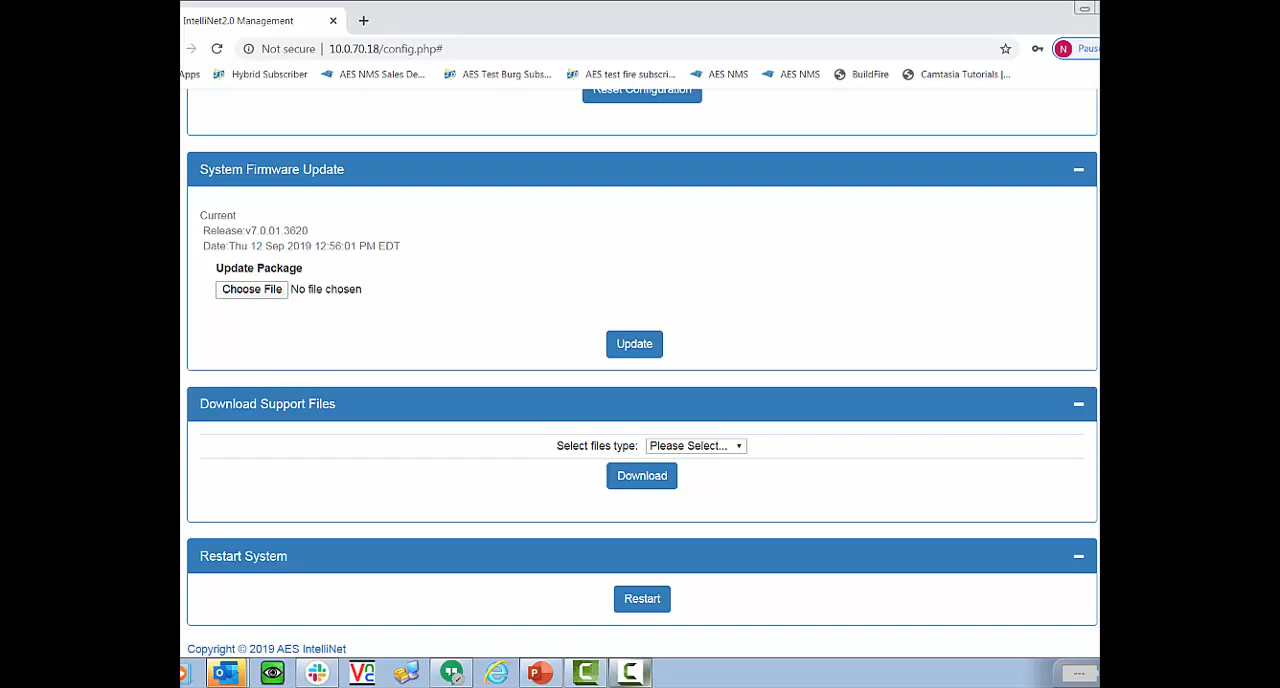 IntelliNet2.0 Management
Not secure | 10.0.70.18/config.php#
N Paus
Apps Hybrid Subscriber AES NMS Sales De... AES Test Burg Subs... AES test fire subscri... AES NMS AES NMS BuildFire Camtasia Tutorials |...
Reset Configuration
System Firmware Update
Current
Release:v7.0.01.3620
Date:Thu 12 Sep 2019 12:56:01 PM EDT
Update Package
Choose File No file chosen
Update
Download Support Files
Select files type: Please Select...
Download
Restart System
Restart
Copyright © 2019 AES IntelliNet